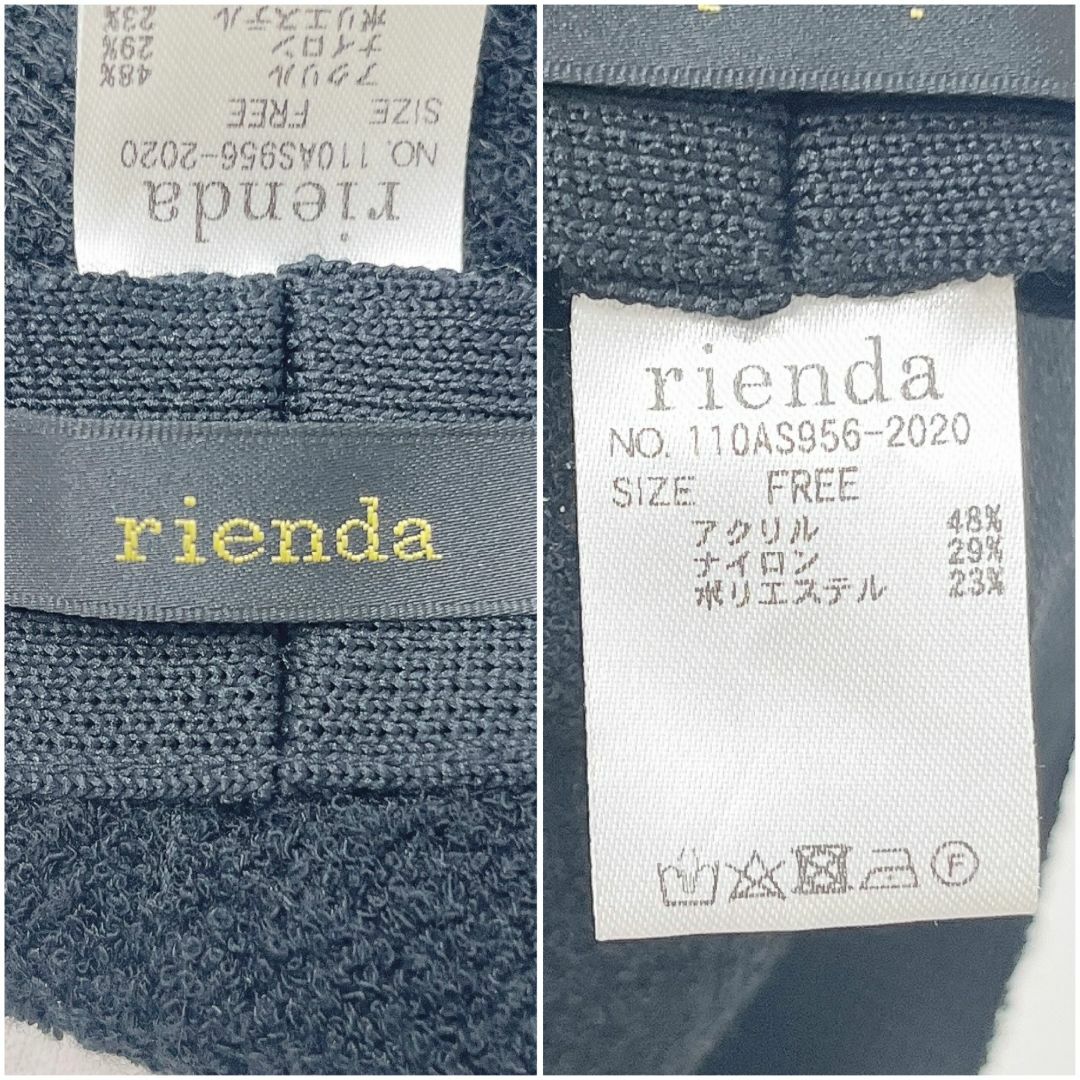 rienda
NO. 110AS956-2020
SIZE FREE
アクリル 48%
ナイロン 29%
ポリエステル 23%
rienda
rienda
NO. 110AS956-2020
SIZE FREE
アクリル 48%
ナイロン 29%
ポリエステル 23%
F